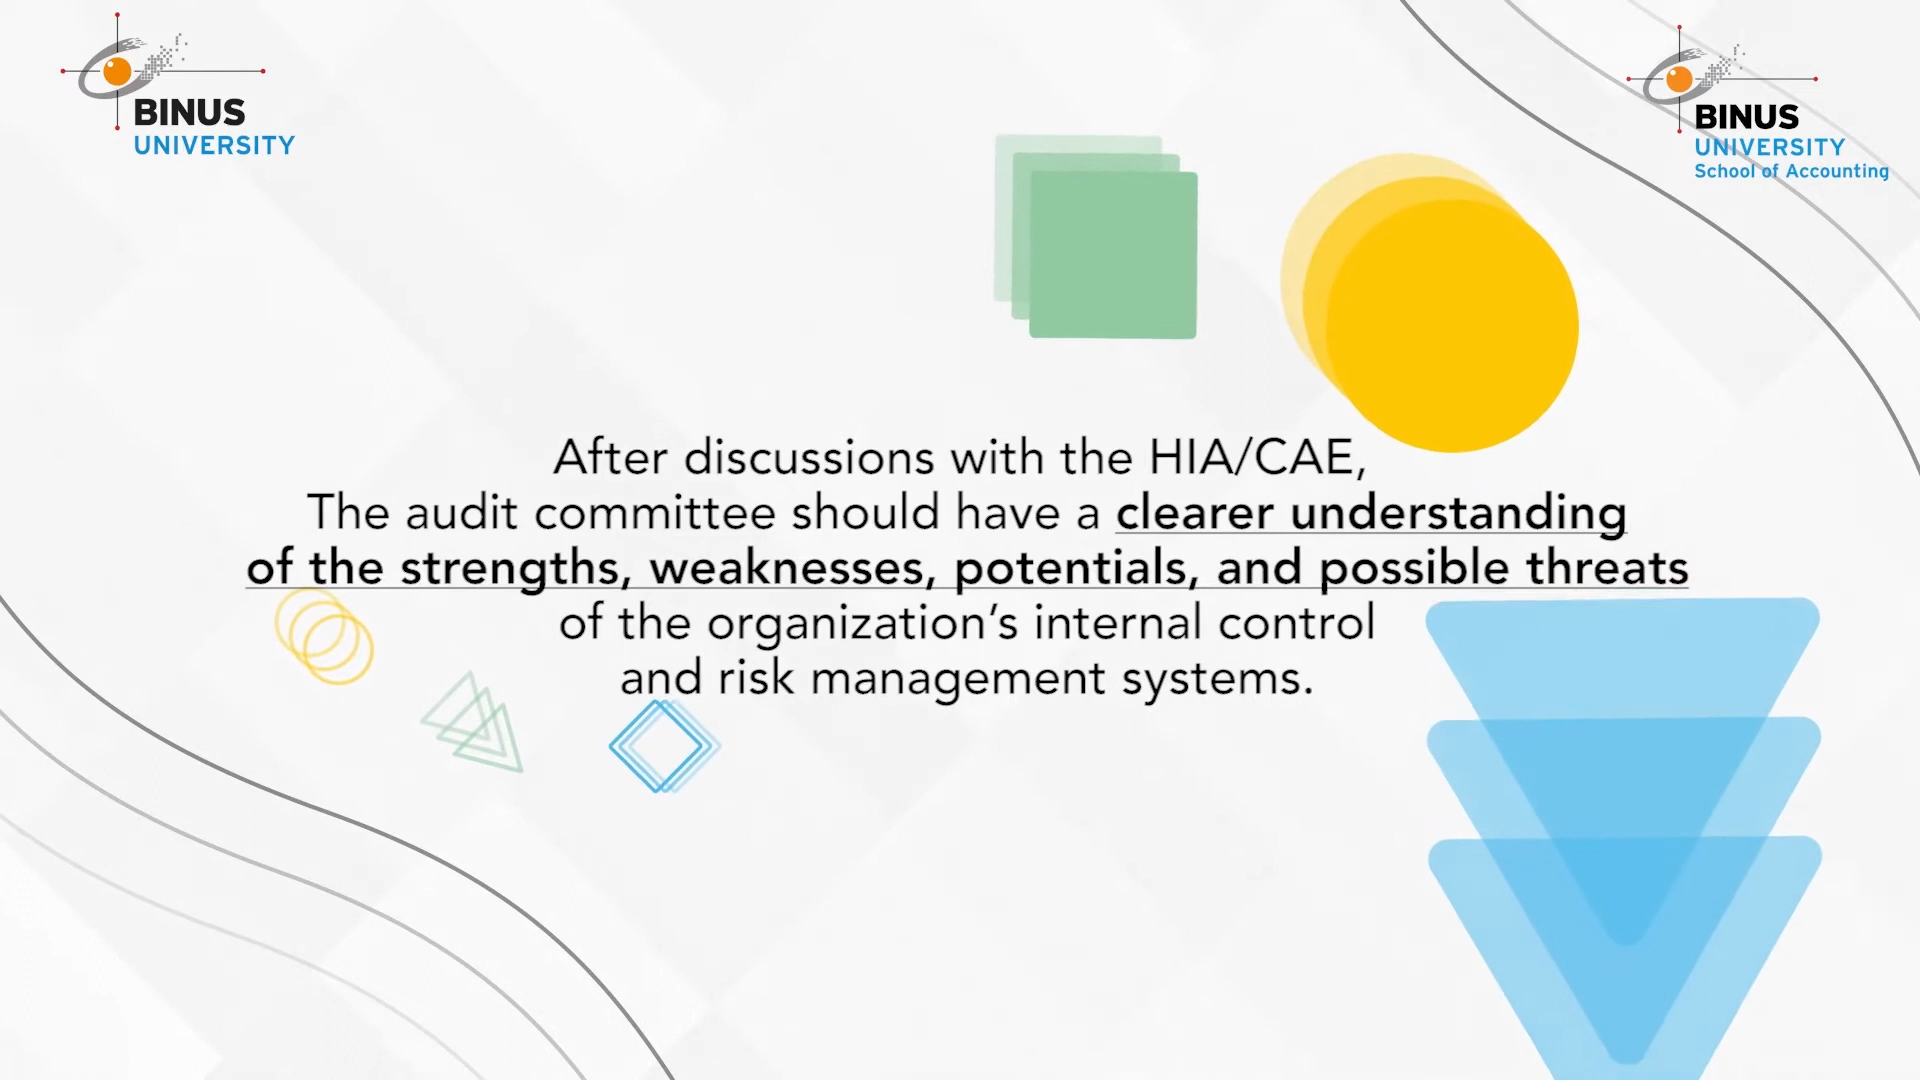 BINUS
UNIVERSITY
BINUS
UNIVERSITY
School of Accounting
After discussions with the HIA/CAE,
The audit committee should have a clearer understanding
of the strengths, weaknesses, potentials, and possible threats
of the organization’s internal control
and risk management systems.